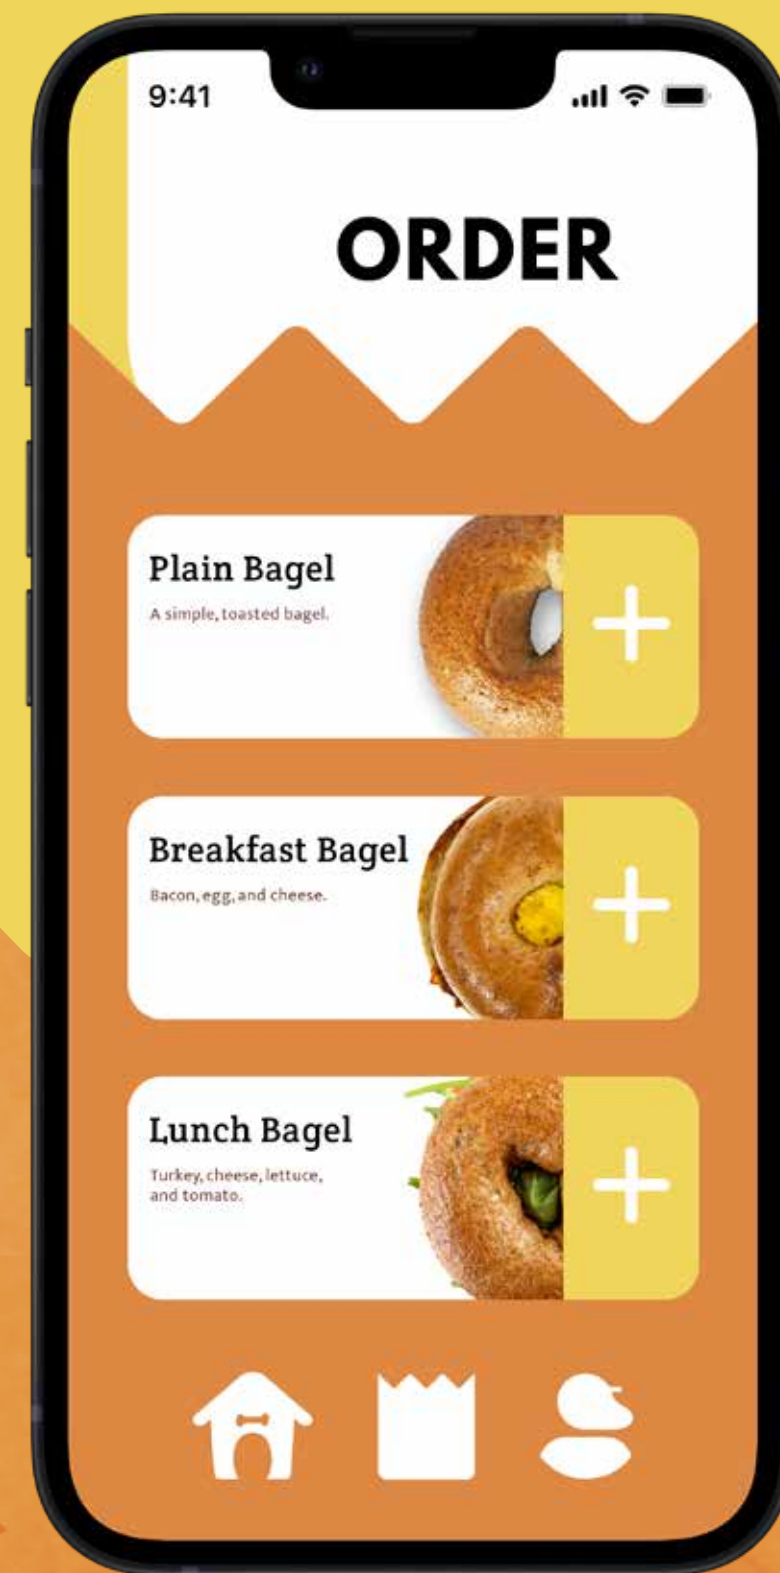 9:41
ORDER
Plain Bagel
A simple, toasted bagel.
Breakfast Bagel
Bacon, egg, and cheese.
Lunch Bagel
Turkey, cheese, lettuce,
and tomato.